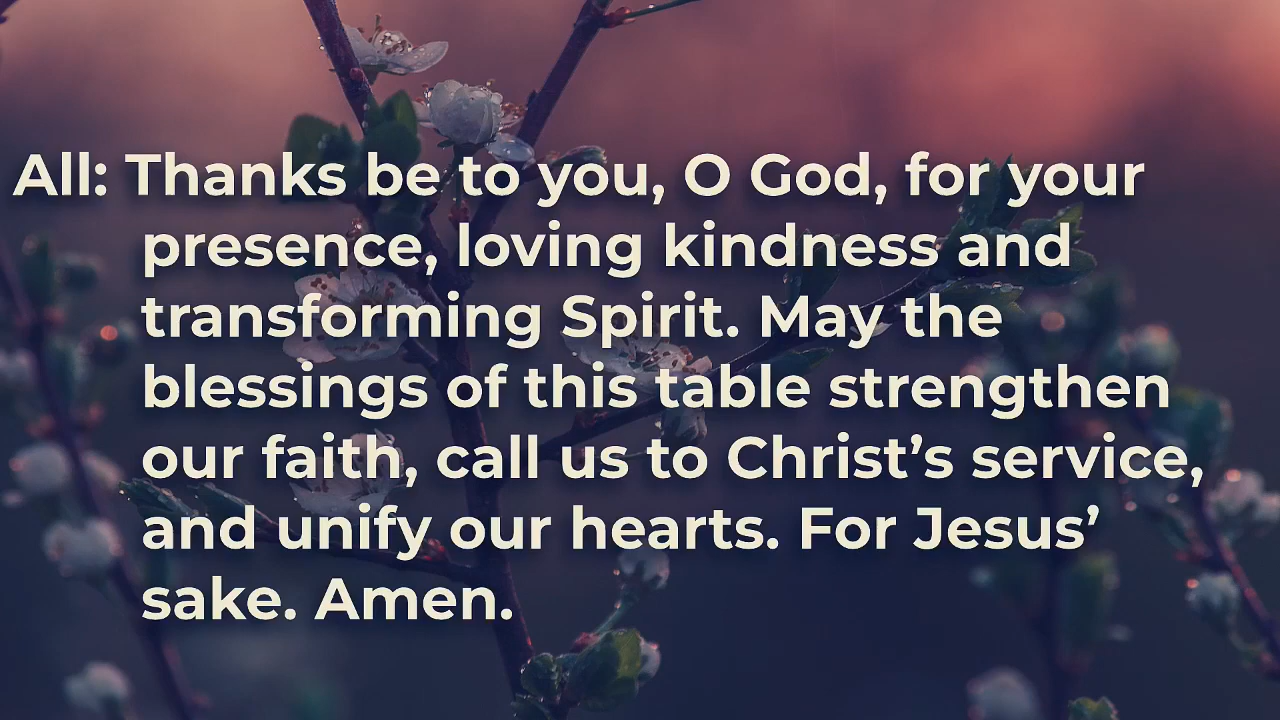 All: Thanks be to you, O God, for your
presence, loving kindness and
transforming Spirit. May the
blessings of this table strengthen
our faith, call us to Christ’s service,
and unify our hearts. For Jesus’
sake. Amen.